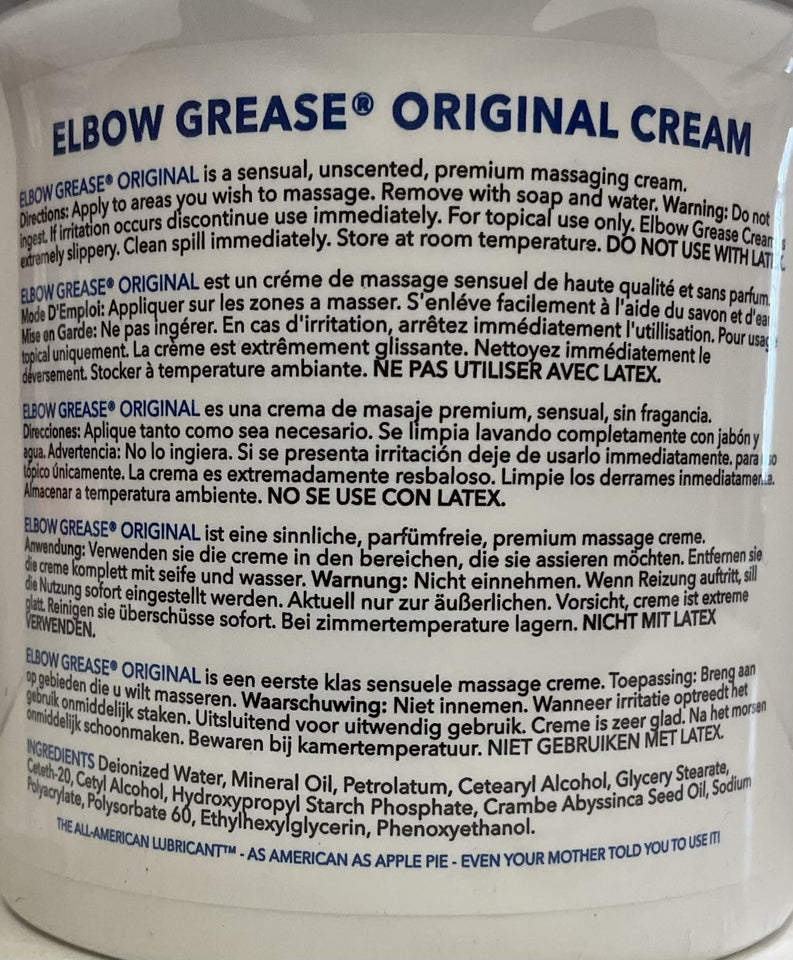 ELBOW GREASE® ORIGINAL CREAM
ELBOW GREASE® ORIGINAL is a sensual, unscented, premium massaging cream.
Directions: Apply to areas you wish to massage. Remove with soap and water. Warning: Do not
ingest. If irritation occurs discontinue use immediately. For topical use only. Elbow Grease Cream
extremely slippery. Clean spill immediately. Store at room temperature. DO NOT USE WITH
ELBOW GREASE® ORIGINAL est un créme de massage sensuel de haute qualité et sans parfum.
Mode D'Emploi: Appliquer sur les zones a masser. S'enléve facilement à l'aide du savon et
Mise en Garde: Ne pas ingérer. En cas d'irritation, arrêtez immédiatement l'utillisation. Pour
topical uniquement. La crème est extrêmement glissante. Nettoyez immédiatement le
déversement. Stocker à température ambiante. NE PAS UTILISER AVEC LATEX.
ELBOW GREASE® ORIGINAL es una crema de masaje premium, sensual, sin fragancia.
Direcciones: Aplique tanto como sea necesario. Se limpia lavando completamente con jabón y
agua. Advertencia: No lo ingiera. Si se presenta irritación deje de usarlo immediatamente. para
tópico Únicamente. La crema es extremadamente resbaloso. Limpie los derrames
Almacenar a temperatura ambiente. NO SE USE CON LATEX.
ELBOW GREASE® ORIGINAL ist eine sinnliche, parfümfreie, premium massage creme.
Anwendung: Verwenden sie die creme in den bereichen, die sie assieren möchten. Entfernen sie
die creme komplett mit seife und wasser. Warnung: Nicht einnehmen. Wenn Reizung auftritt, sill
die Nutzung sofort eingestellt werden. Aktuell nur zur äußerlichen. Vorsicht, creme ist extreme
glatt. Reinigen sie überschüsse sofort. Bei zimmertemperature lagern. NICHT MIT LATEX
VERWENDEN.
ELBOW GREASE® ORIGINAL is een eerste klas sensuele massage creme. Toepassing: Breng aan
op gebieden die u wilt masseren. Waarschuwing: Niet innemen. Wanneer irritatie optreedt het
gebruik onmiddelijk staken. Uitsluitend voor uitwendig gebruik. Creme is zeer glad. Na het morsen
onmiddelijk schoonmaken. Bewaren bij kamertemperatuur. NIET GEBRUIKEN MET LATEX.
INGREDIENTS Deionized Water, Mineral Oil, Petrolatum, Cetearyl Alcohol, Glycery Stearate,
Ceteth-20, Cetyl Alcohol, Hydroxypropyl Starch Phosphate, Crambe Abyssinca Seed Oil, Sodium
Polyacrylate, Polysorbate 60, Ethylhexylglycerin, Phenoxyethanol.
THE ALL-AMERICAN LUBRICANT™ - AS AMERICAN AS APPLE PIE - EVEN YOUR MOTHER TOLD YOU TO USE IT!